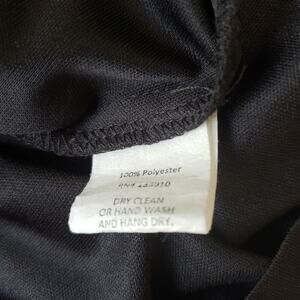 100% Polyester
DRY CLEAN
OR HAND WASH
AND HANG DRY.